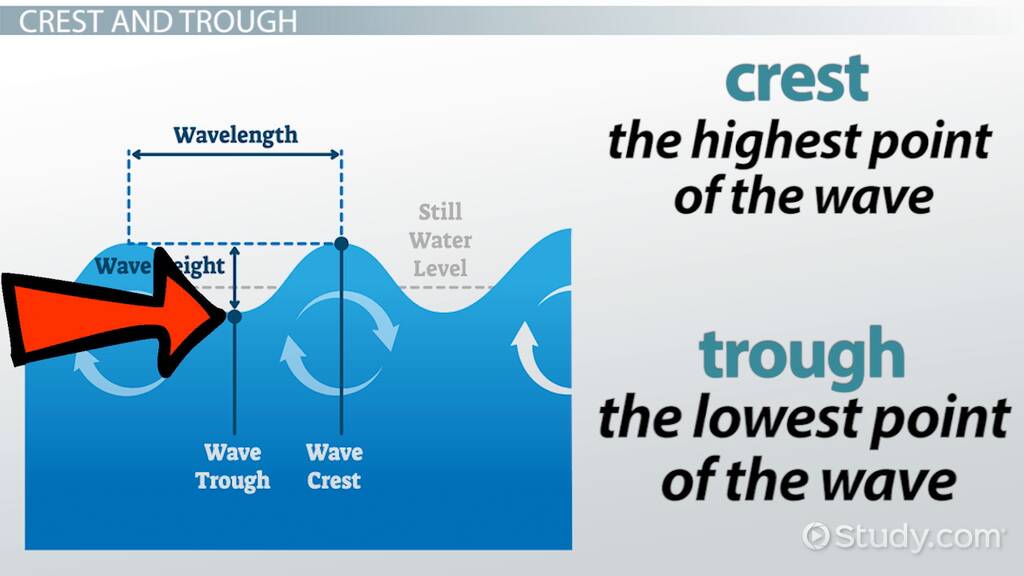 CREST AND TROUGH
Wavelength
Wave eight
Still
Water
Level
Wave
Trough
Wave
Crest
crest
the highest point
of the wave
trough
the lowest point
of the wave
Study.com